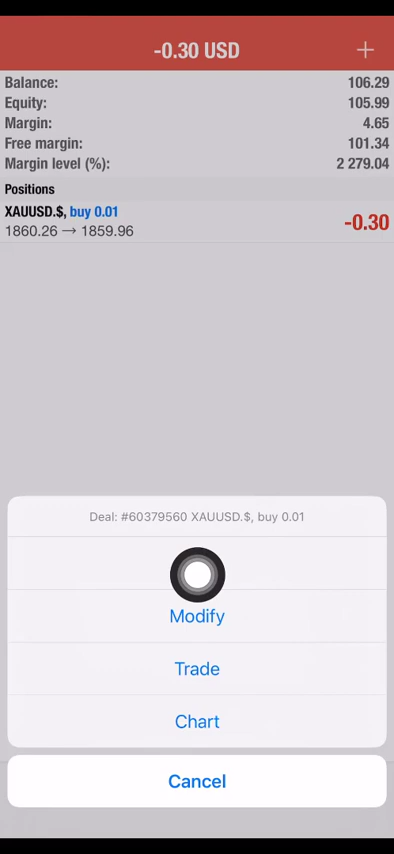 -0.30 USD +
Balance: 106.29
Equity: 105.99
Margin: 4.65
Free margin: 101.34
Margin level (%): 2 279.04
Positions
XAUUSD.$, buy 0.01
1860.26 → 1859.96 -0.30
Deal: #60379560 XAUUSD.$, buy 0.01
Modify
Trade
Chart
Cancel